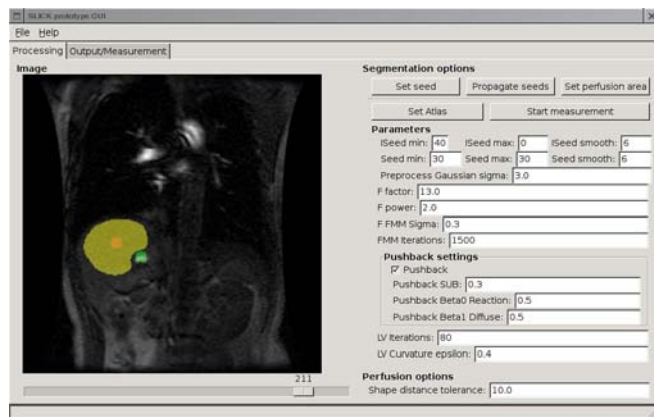 SLICK prototype GUI
File Help
Processing Output/Measurement
Image
211
Segmentation options
Set seed Propagate seeds Set perfusion area
Set Atlas Start measurement
Parameters
ISeed min: 40 ISeed max: 0 ISeed smooth: 6
Seed min: 30 Seed max: 30 Seed smooth: 6
Preprocess Gaussian sigma: 3.0
F factor: 13.0
F power: 2.0
F FMM Sigma: 0.3
FMM Iterations: 1500
Pushback settings
Pushback
Pushback SUB: 0.3
Pushback Beta0 Reaction: 0.5
Pushback Beta1 Diffuse: 0.5
LV Iterations: 80
LV Curvature epsilon: 0.4
Perfusion options
Shape distance tolerance: 10.0